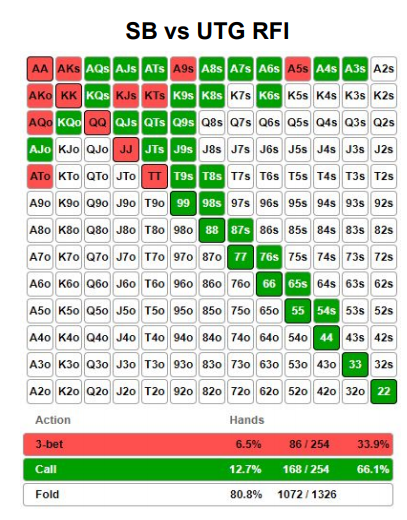 SB vs UTG RFI
AA AKs AQs AJs ATs A9s A8s A7s A6s A5s A4s A3s A2s
AKo KK KQs KJs KTs K9s K8s K7s K6s K5s K4s K3s K2s
AQo KQo QQ QJs QTs Q9s Q8s Q7s Q6s Q5s Q4s Q3s Q2s
AJo KJo QJo JJ JTs J9s J8s J7s J6s J5s J4s J3s J2s
ATo KTo QTo JTo TT T9s T8s T7s T6s T5s T4s T3s T2s
A9o K9o Q9o J9o T9o 99 98s 97s 96s 95s 94s 93s 92s
A8o K8o Q8o J8o T8o 98o 88 87s 86s 85s 84s 83s 82s
A7o K7o Q7o J7o T7o 97o 87o 77 76s 75s 74s 73s 72s
A6o K6o Q6o J6o T6o 96o 86o 76o 66 65s 64s 63s 62s
A5o K5o Q5o J5o T5o 95o 85o 75o 65o 55 54s 53s 52s
A4o K4o Q4o J4o T4o 94o 84o 74o 64o 54o 44 43s 42s
A3o K3o Q3o J3o T3o 93o 83o 73o 63o 53o 43o 33 32s
A2o K2o Q2o J2o T2o 92o 82o 72o 62o 52o 42o 32o 22
Action Hands
3-bet 6.5% 86 / 254 33.9%
Call 12.7% 168 / 254 66.1%
Fold 80.8% 1072 / 1326